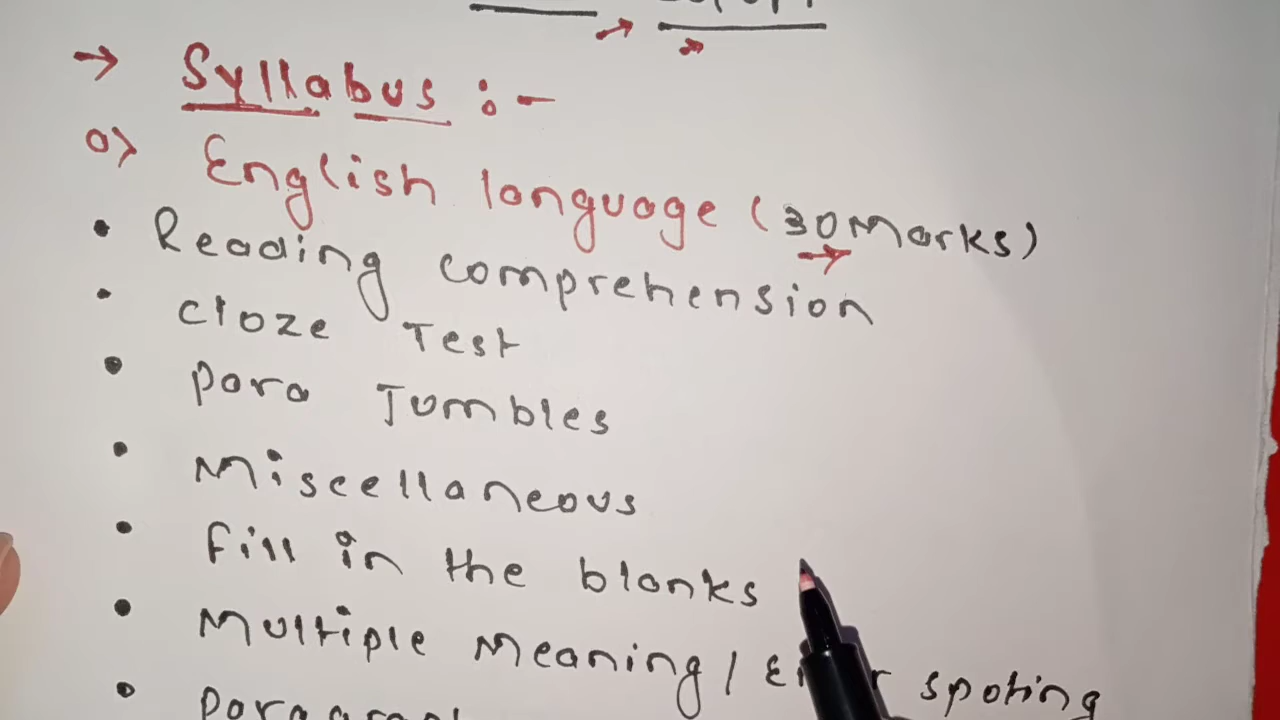 → Syllabus :-
0> English language (30 Marks)
• Reading comprehension
• Cloze Test
• Para Jumbles
• Miscellaneous
• Fill in the blanks
• Multiple Meaning / spoting